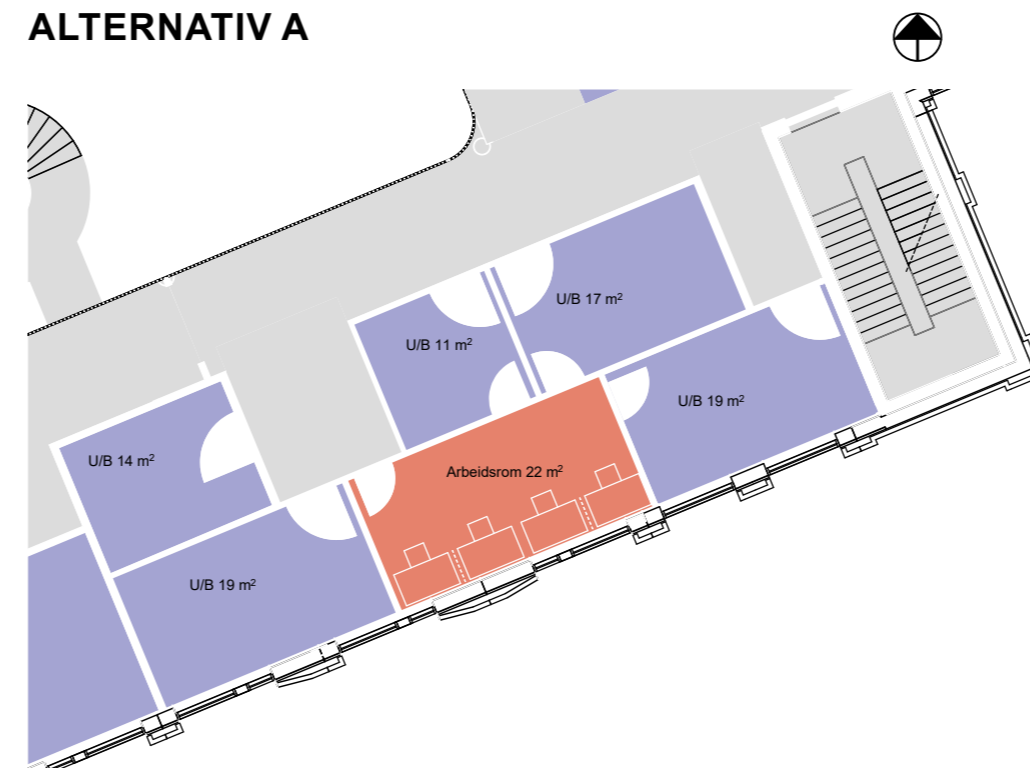 ALTERNATIV A
U/B 17 m²
U/B 11 m²
U/B 19 m²
U/B 14 m²
Arbeidsrom 22 m²
U/B 19 m²